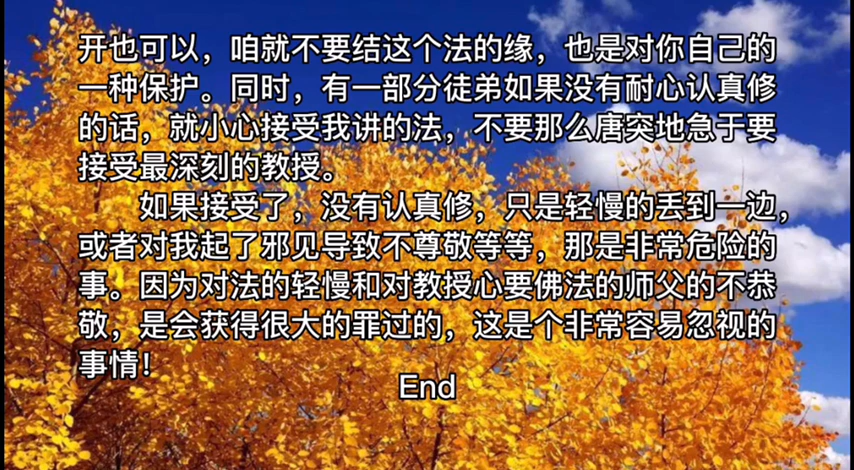 开也可以，咱就不要结这个法的缘，也是对你自己的
一种保护。同时，有一部分徒弟如果没有耐心认真修
的话，就小心接受我讲的法，不要那么唐突地急于要
接受最深刻的教授。
如果接受了，没有认真修，只是轻慢的丢到一边，
或者对我起了邪见导致不尊敬等等，那是非常危险的
事。因为对法的轻慢和对教授心要佛法的师父的不恭
敬，是会获得很大的罪过的，这是个非常容易忽视的
事情！
End